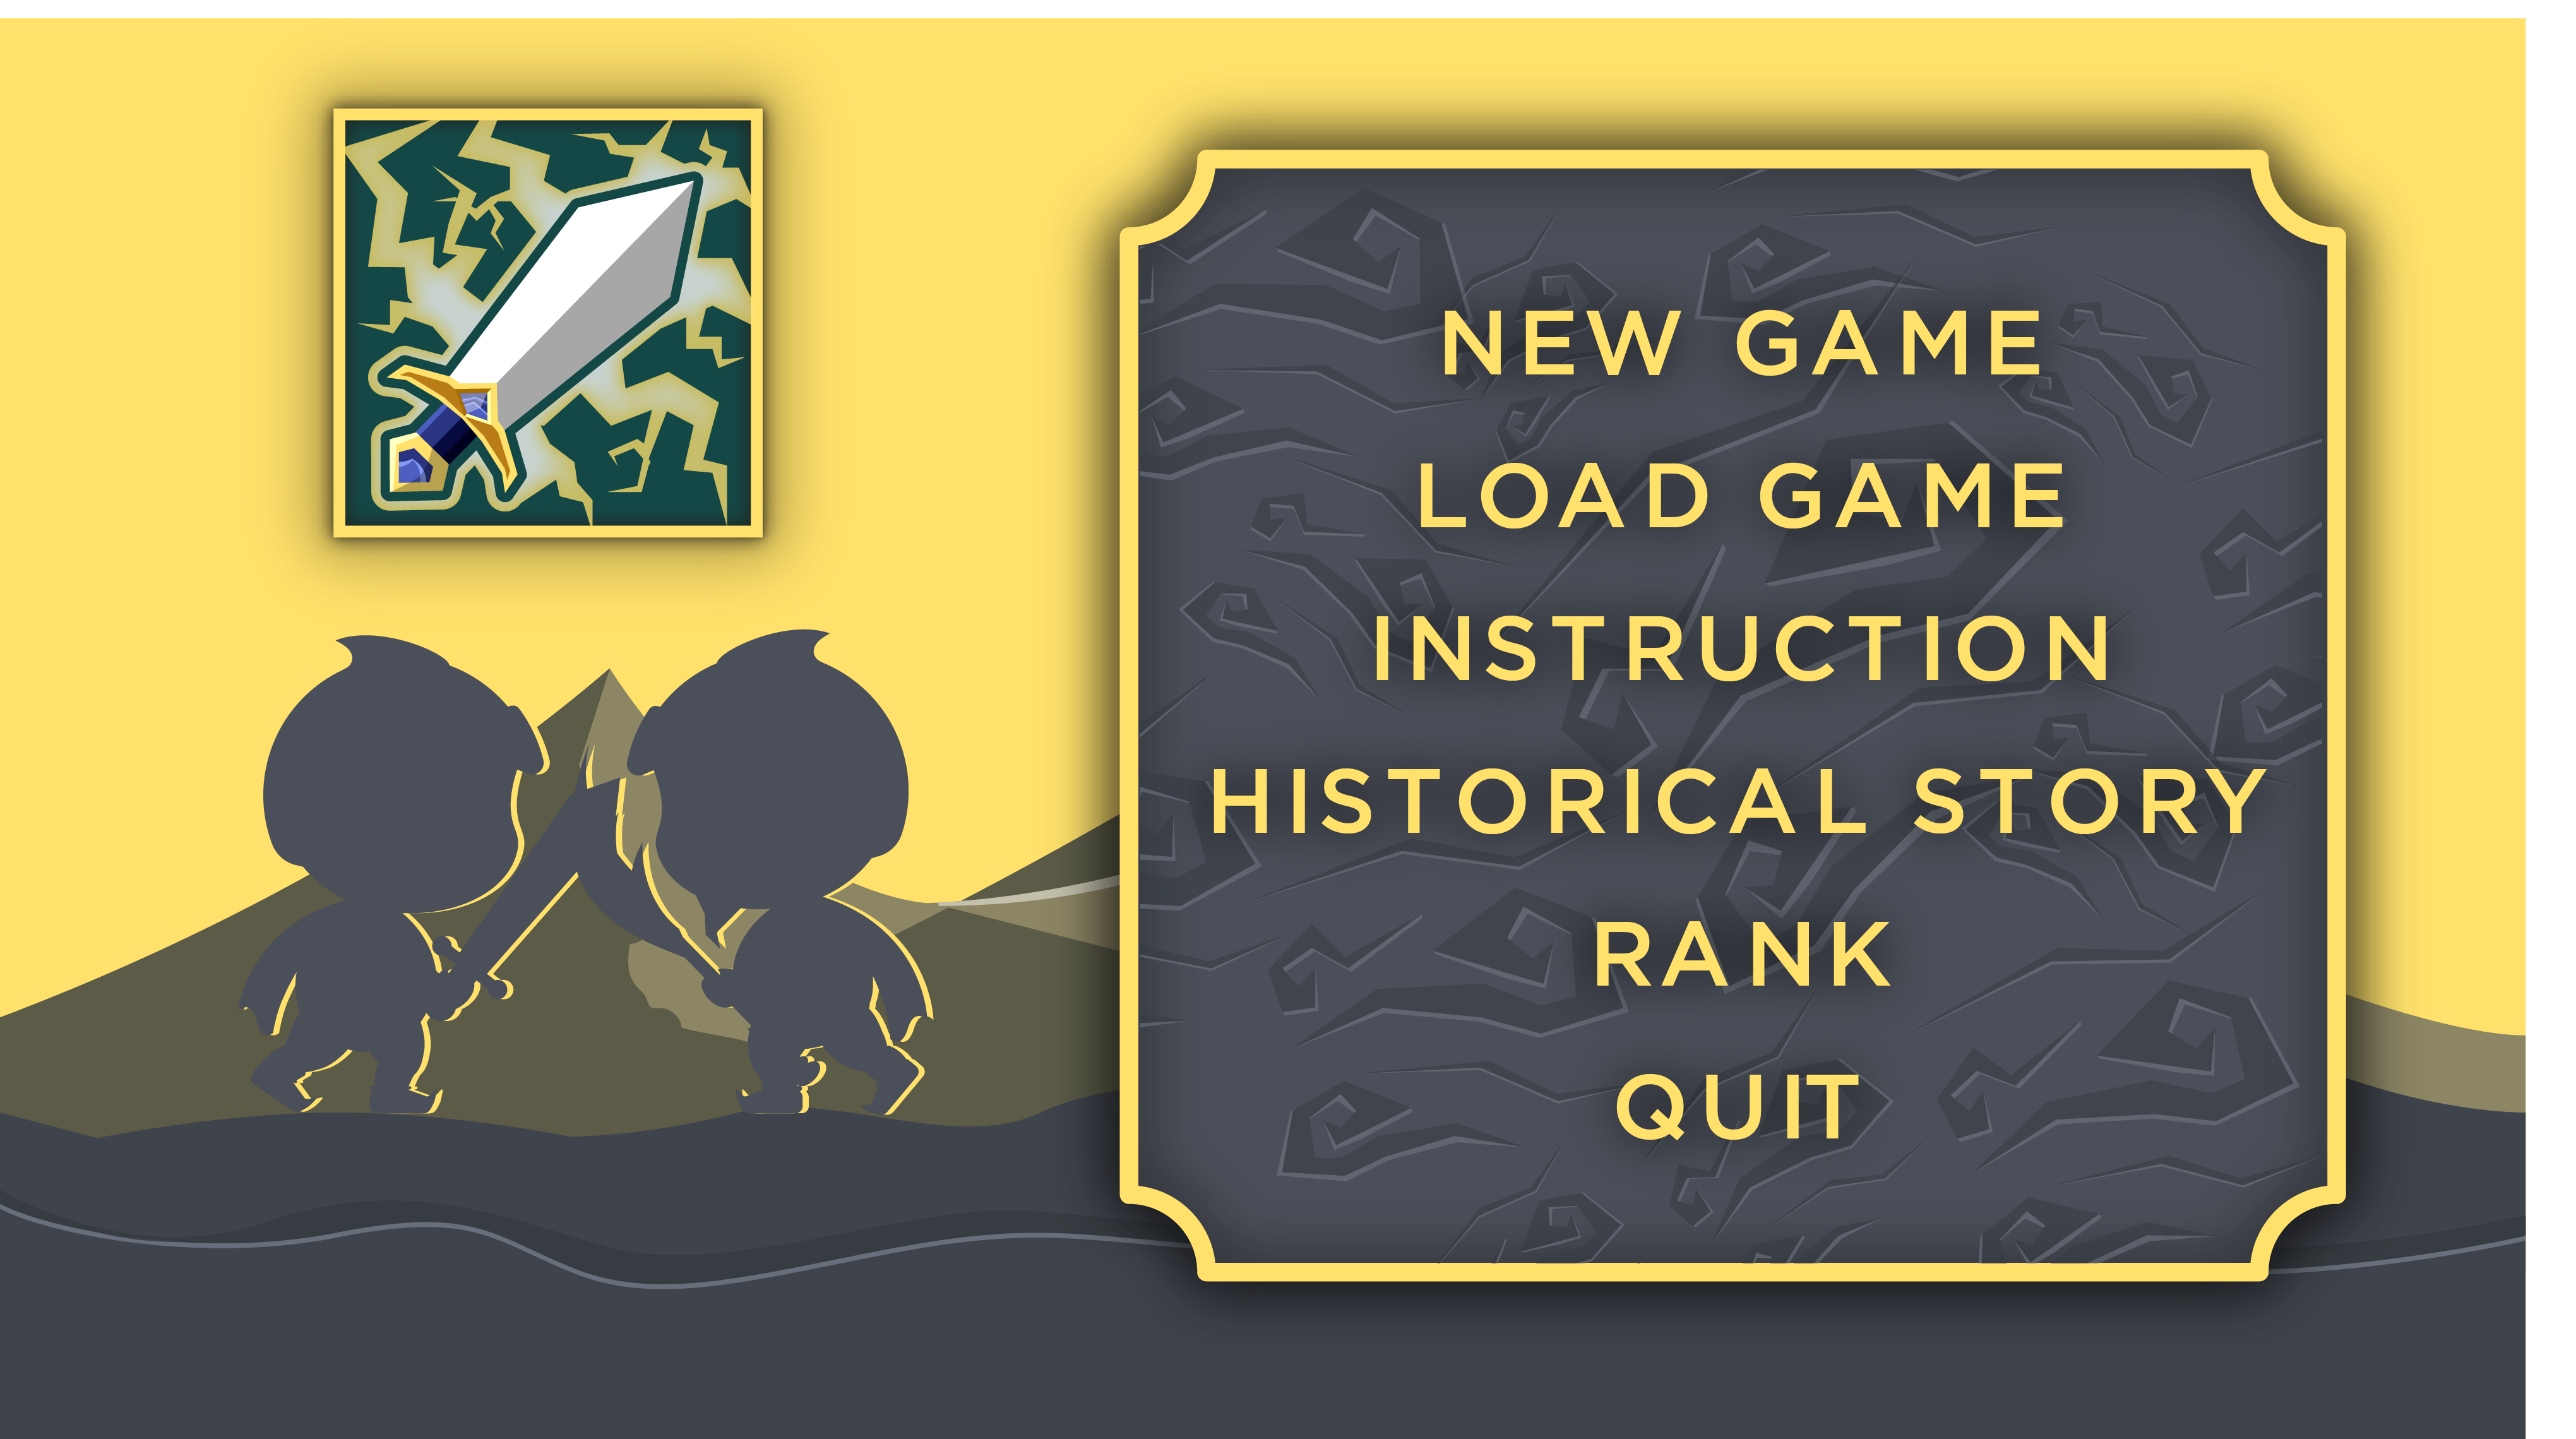 NEW GAME
LOAD GAME
INSTRUCTION
HISTORICAL STORY
RANK
QUIT